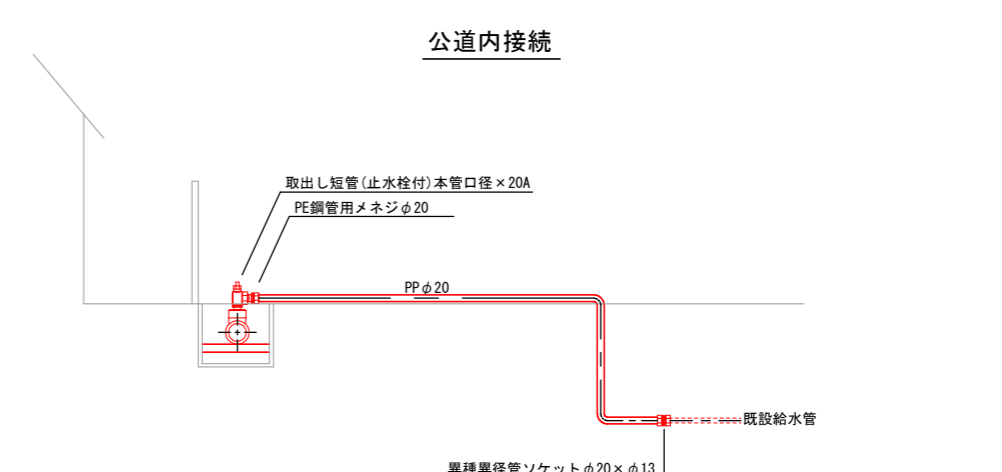 公道内接続
取出し短管(止水栓付)本管口径×20A
PE鋼管用メネジφ20
PPφ20
既設給水管
異種異径管ソケットφ20×φ13